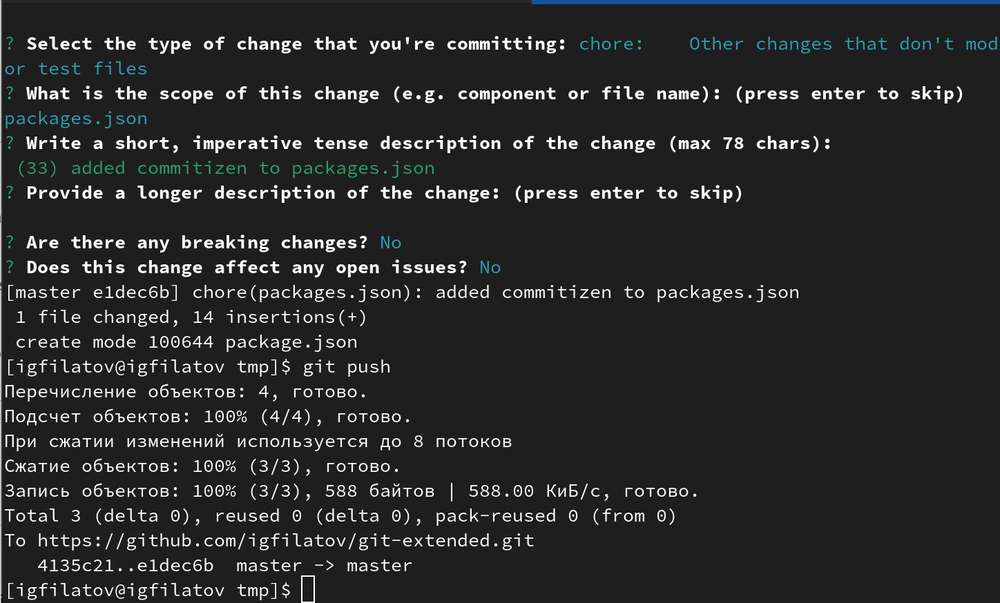 ? Select the type of change that you're committing: chore:    Other changes that don't mod
or test files
? What is the scope of this change (e.g. component or file name): (press enter to skip)
packages.json
? Write a short, imperative tense description of the change (max 78 chars):
 (33) added commitizen to packages.json
? Provide a longer description of the change: (press enter to skip)
? Are there any breaking changes? No
? Does this change affect any open issues? No
[master e1dec6b] chore(packages.json): added commitizen to packages.json
 1 file changed, 14 insertions(+)
 create mode 100644 package.json
[igfilatov@igfilatov tmp]$ git push
Перечисление объектов: 4, готово.
Подсчет объектов: 100% (4/4), готово.
При сжатии изменений используется до 8 потоков
Сжатие объектов: 100% (3/3), готово.
Запись объектов: 100% (3/3), 588 байтов | 588.00 КиБ/с, готово.
Total 3 (delta 0), reused 0 (delta 0), pack-reused 0 (from 0)
To https://github.com/igfilatov/git-extended.git
   4135c21..e1dec6b  master -> master
[igfilatov@igfilatov tmp]$